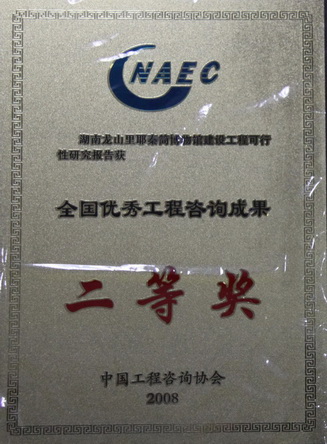 CNAEC
湖南龙山里耶秦简博物馆建设工程可行
性研究报告获
全国优秀工程咨询成果
二等奖
中国工程咨询协会
2008